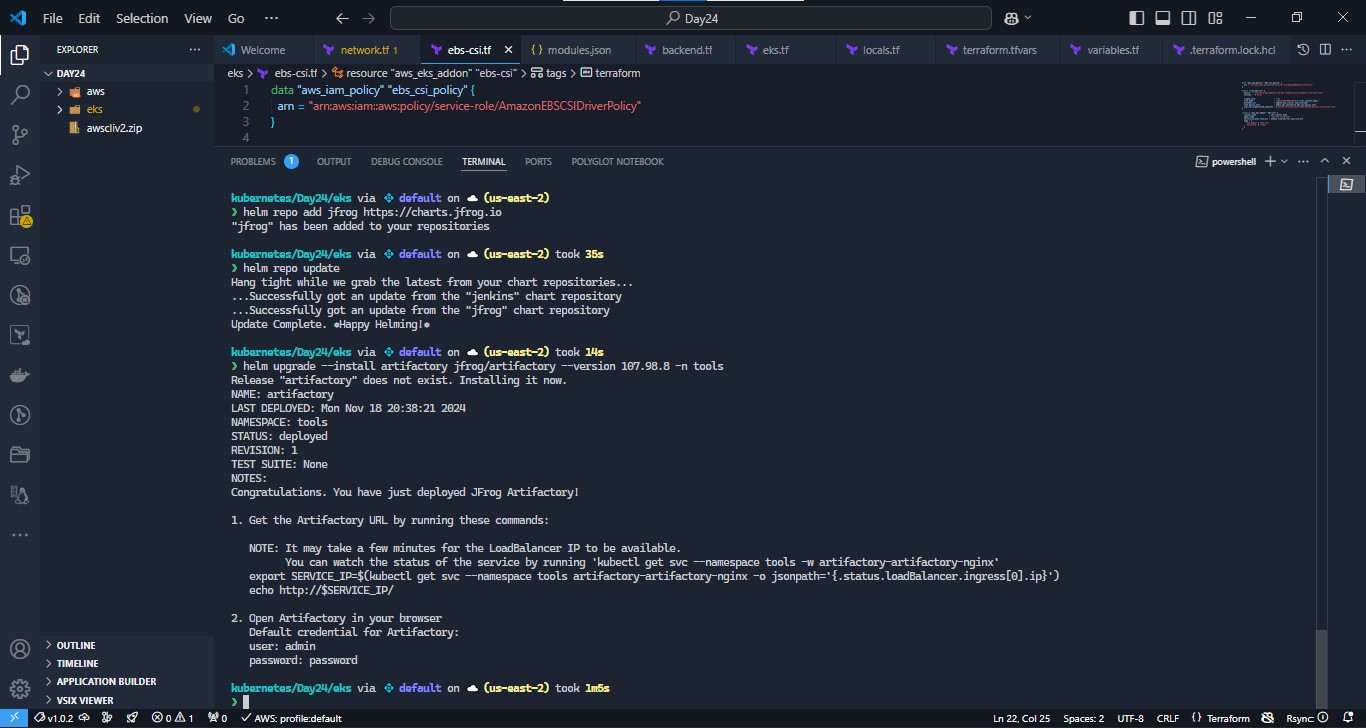 File Edit Selection View Go ··· Day24
EXPLORER ···
DAY24
aws
eks
awscliv2.zip
OUTLINE
TIMELINE
APPLICATION BUILDER
VSIX VIEWER
Welcome network.tf 1 ebs-csi.tf modules.json backend.tf eks.tf locals.tf terraform.tfvars variables.tf .terraform.lock.hcl ···
eks > ebs-csi.tf > resource "aws_eks_addon" "ebs-csi" > tags > terraform
1 data "aws_iam_policy" "ebs_csi_policy" {
2 arn = "arn:aws:iam::aws:policy/service-role/AmazonEBSCSIDriverPolicy"
3 }
4
PROBLEMS 1 OUTPUT DEBUG CONSOLE TERMINAL PORTS POLYGLOT NOTEBOOK powershell
kubernetes/Day24/eks via default on (us-east-2)
❯ helm repo add jfrog https://charts.jfrog.io
"jfrog" has been added to your repositories
kubernetes/Day24/eks via default on (us-east-2) took 35s
❯ helm repo update
Hang tight while we grab the latest from your chart repositories...
...Successfully got an update from the "jenkins" chart repository
...Successfully got an update from the "jfrog" chart repository
Update Complete. ⎈Happy Helming!⎈
kubernetes/Day24/eks via default on (us-east-2) took 14s
❯ helm upgrade --install artifactory jfrog/artifactory --version 107.98.8 -n tools
Release "artifactory" does not exist. Installing it now.
NAME: artifactory
LAST DEPLOYED: Mon Nov 18 20:38:21 2024
NAMESPACE: tools
STATUS: deployed
REVISION: 1
TEST SUITE: None
NOTES:
Congratulations. You have just deployed JFrog Artifactory!
1. Get the Artifactory URL by running these commands:
NOTE: It may take a few minutes for the LoadBalancer IP to be available.
You can watch the status of the service by running 'kubectl get svc --namespace tools -w artifactory-artifactory-nginx'
export SERVICE_IP=$(kubectl get svc --namespace tools artifactory-artifactory-nginx -o jsonpath='{.status.loadBalancer.ingress[0].ip}')
echo http://$SERVICE_IP/
2. Open Artifactory in your browser
Default credential for Artifactory:
user: admin
password: password
kubernetes/Day24/eks via default on (us-east-2) took 1m5s
❯
v1.0.2 0 1 0 AWS: profile:default Ln 22, Col 25 Spaces: 2 UTF-8 CRLF {} Terraform Rsync: